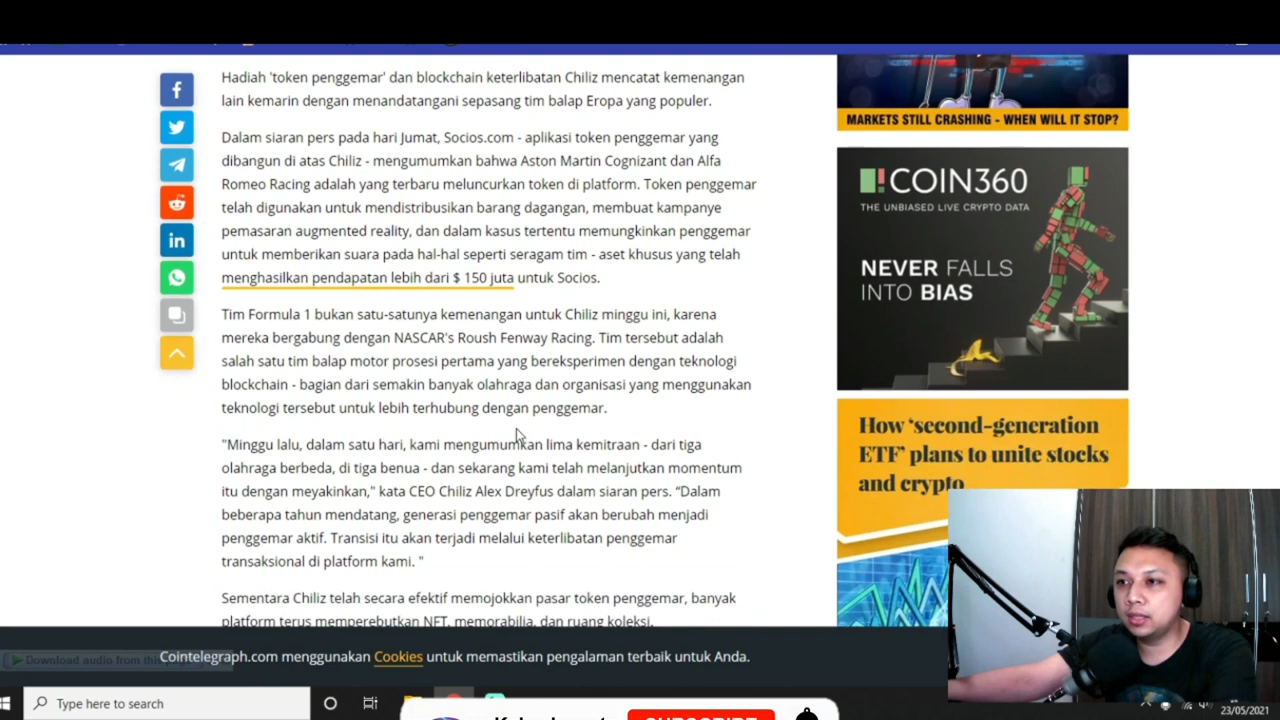 Hadiah 'token penggemar' dan blockchain keterlibatan Chiliz mencatat kemenangan
lain kemarin dengan menandatangani sepasang tim balap Eropa yang populer.
Dalam siaran pers pada hari Jumat, Socios.com - aplikasi token penggemar yang
dibangun di atas Chiliz - mengumumkan bahwa Aston Martin Cognizant dan Alfa
Romeo Racing adalah yang terbaru meluncurkan token di platform. Token penggemar
telah digunakan untuk mendistribusikan barang dagangan, membuat kampanye
pemasaran augmented reality, dan dalam kasus tertentu memungkinkan penggemar
untuk memberikan suara pada hal-hal seperti seragam tim - aset khusus yang telah
menghasilkan pendapatan lebih dari $ 150 juta untuk Socios.
Tim Formula 1 bukan satu-satunya kemenangan untuk Chiliz minggu ini, karena
mereka bergabung dengan NASCAR's Roush Fenway Racing. Tim tersebut adalah
salah satu tim balap motor prosesi pertama yang bereksperimen dengan teknologi
blockchain - bagian dari semakin banyak olahraga dan organisasi yang menggunakan
teknologi tersebut untuk lebih terhubung dengan penggemar.
"Minggu lalu, dalam satu hari, kami mengumumkan lima kemitraan - dari tiga
olahraga berbeda, di tiga benua - dan sekarang kami telah melanjutkan momentum
itu dengan meyakinkan," kata CEO Chiliz Alex Dreyfus dalam siaran pers. “Dalam
beberapa tahun mendatang, generasi penggemar pasif akan berubah menjadi
penggemar aktif. Transisi itu akan terjadi melalui keterlibatan penggemar
transaksional di platform kami. "
Sementara Chiliz telah secara efektif memojokkan pasar token penggemar, banyak
platform terus memperebutkan NFT, memorabilia, dan ruang koleksi.
MARKETS STILL CRASHING - WHEN WILL IT STOP?
COIN360
THE UNBIASED LIVE CRYPTO DATA
NEVER FALLS
INTO BIAS
How ‘second-generation
ETF’ plans to unite stocks
and crypto
Download audio from this
Cointelegraph.com menggunakan Cookies untuk memastikan pengalaman terbaik untuk Anda.
Type here to search
SUBSCRIBE
23/05/2021